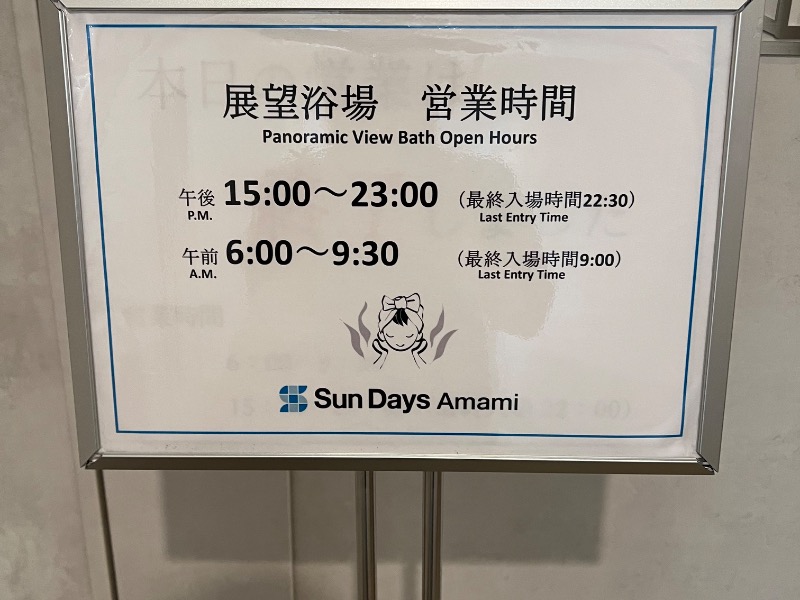 展望浴場 営業時間
Panoramic View Bath Open Hours
午後 15:00～23:00 （最終入場時間22:30）
P.M. Last Entry Time
午前 6:00～9:30 （最終入場時間9:00）
A.M. Last Entry Time
Sun Days Amami